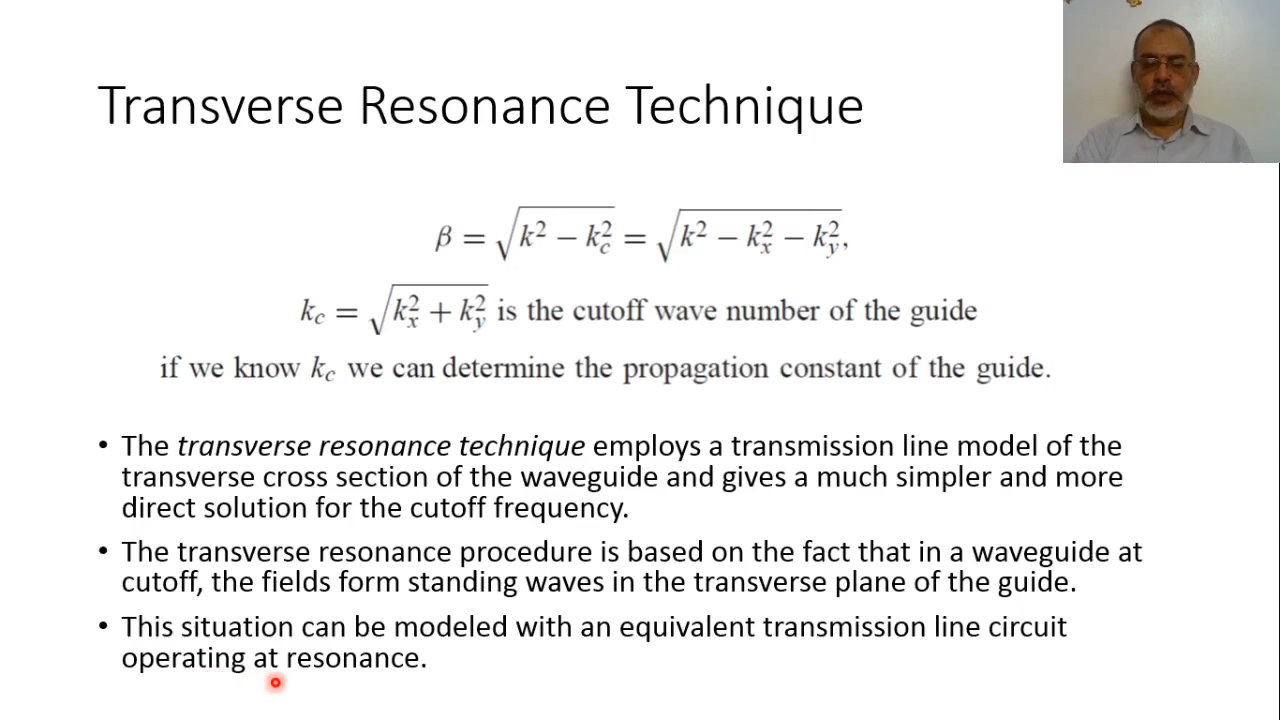 Transverse Resonance Technique
β = √(k² − k_c²) = √(k² − k_x² − k_y²),
k_c = √(k_x² + k_y²) is the cutoff wave number of the guide
if we know k_c we can determine the propagation constant of the guide.
• The transverse resonance technique employs a transmission line model of the
transverse cross section of the waveguide and gives a much simpler and more
direct solution for the cutoff frequency.
• The transverse resonance procedure is based on the fact that in a waveguide at
cutoff, the fields form standing waves in the transverse plane of the guide.
• This situation can be modeled with an equivalent transmission line circuit
operating at resonance.